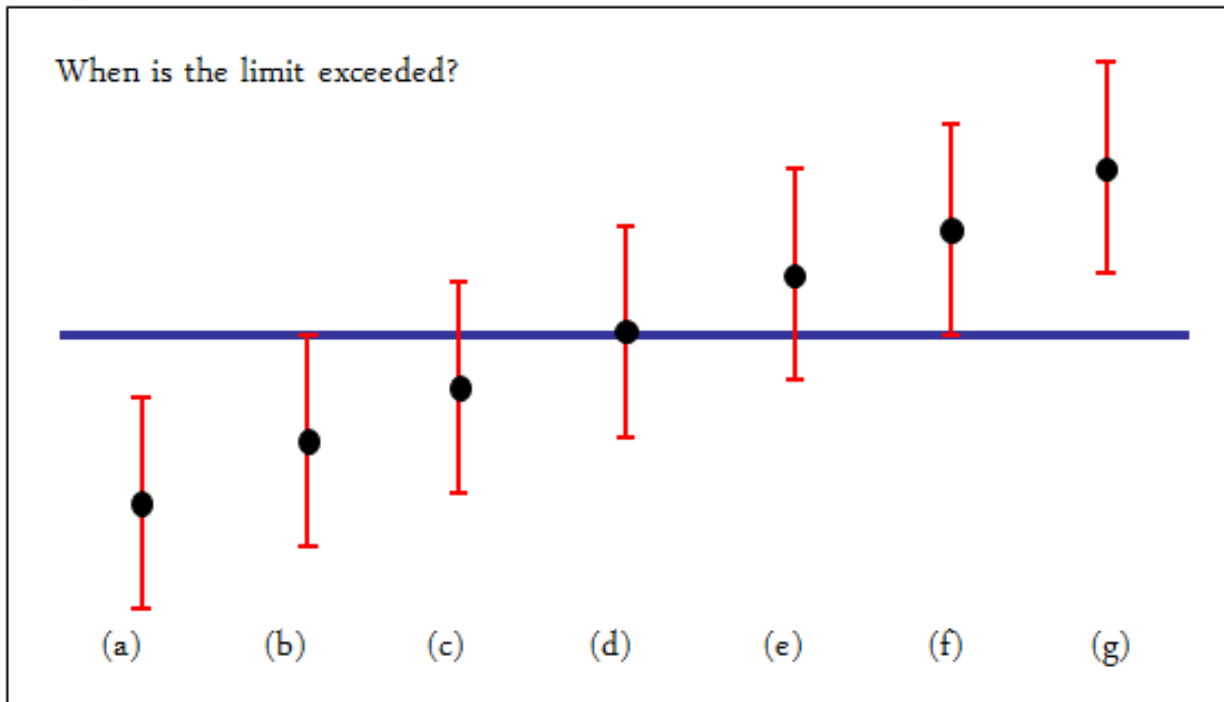 When is the limit exceeded?
(a) (b) (c) (d) (e) (f) (g)